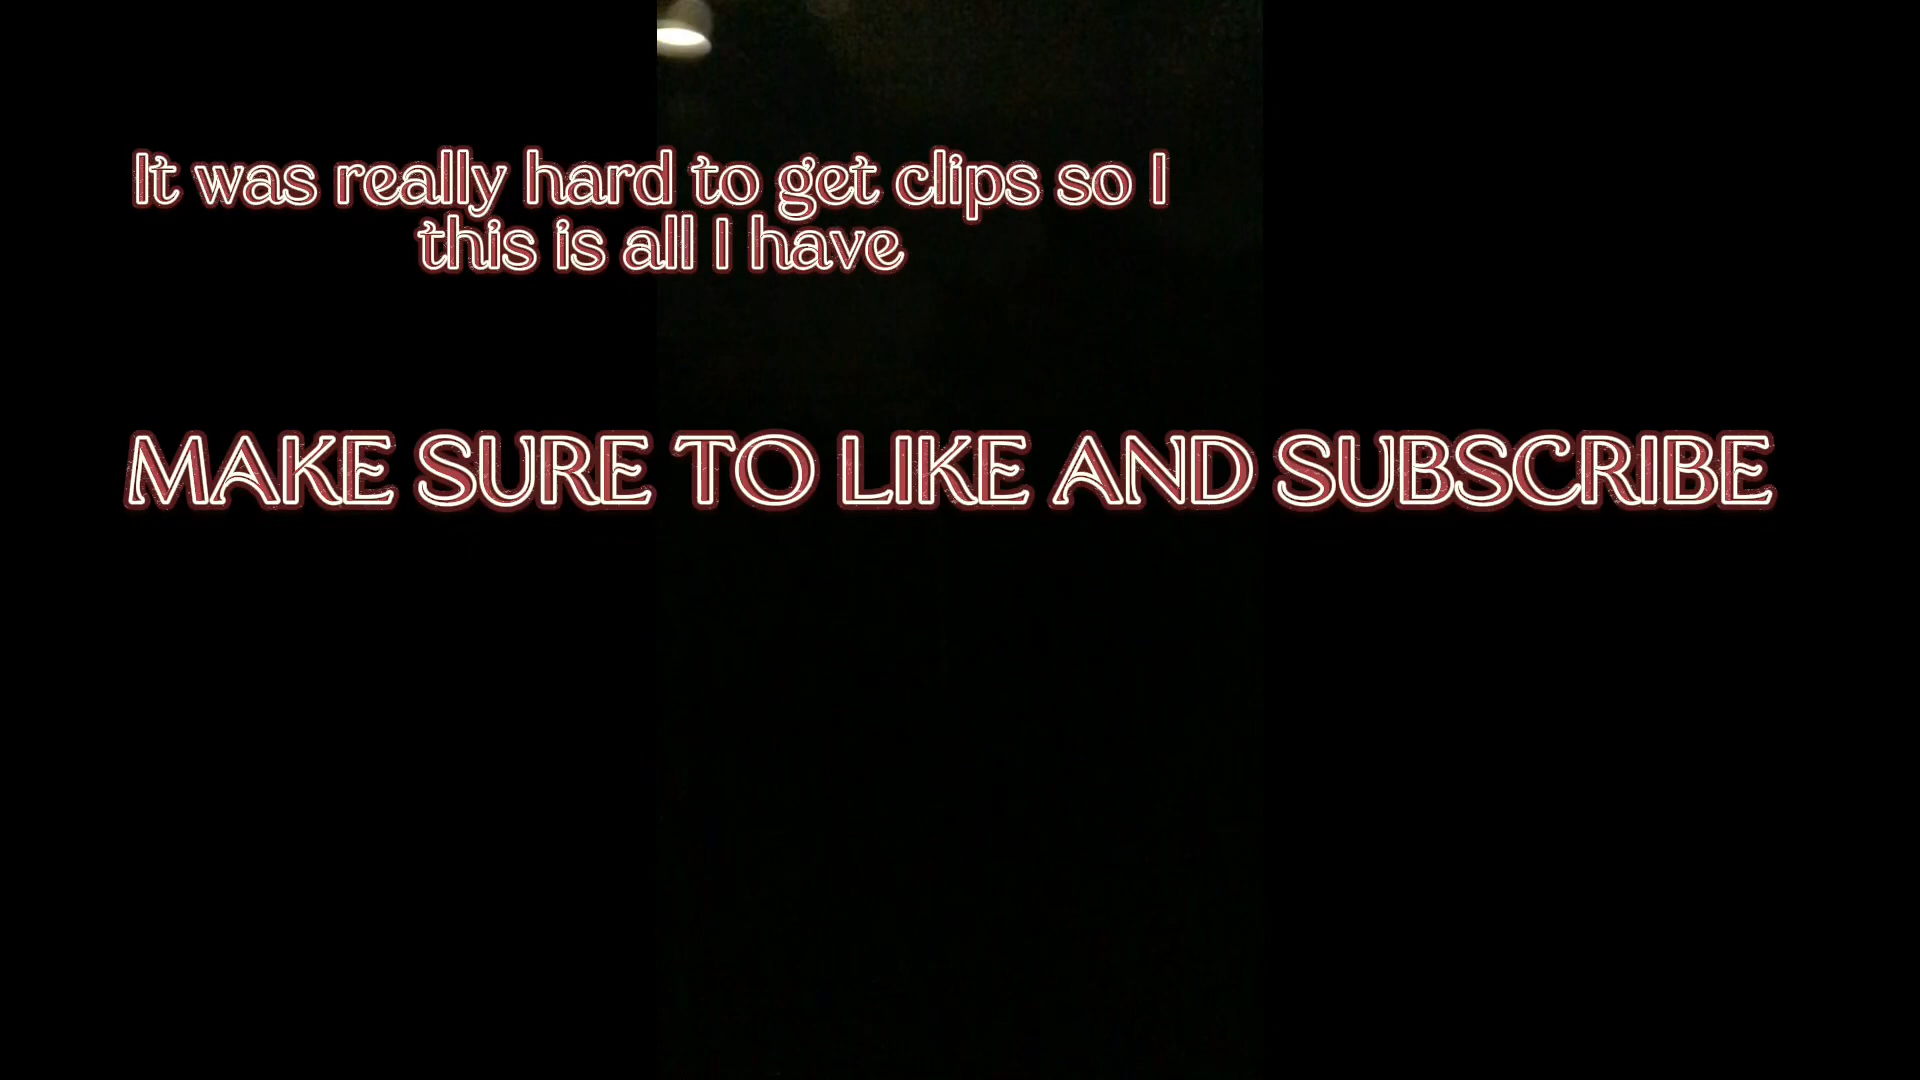 It was really hard to get clips so I
this is all I have
MAKE SURE TO LIKE AND SUBSCRIBE